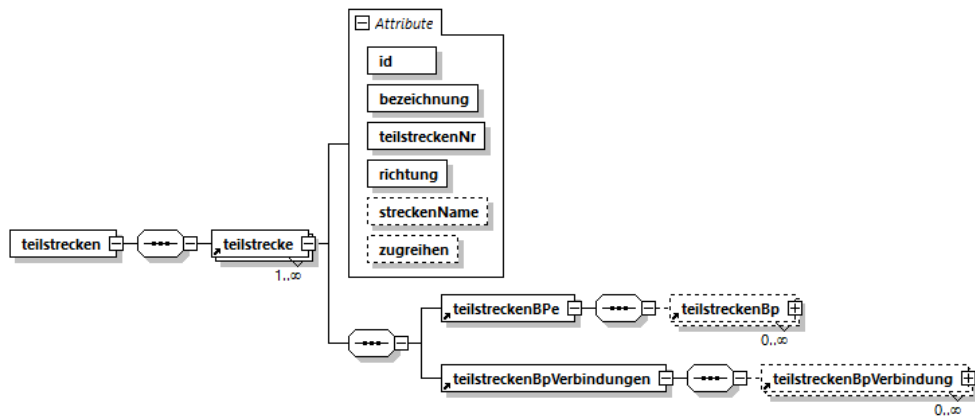 Attribute
id
bezeichnung
teilstreckenNr
richtung
streckenName
zugreihen
teilstrecken
teilstrecke
1..∞
teilstreckenBPe
teilstreckenBp
0..∞
teilstreckenBpVerbindungen
teilstreckenBpVerbindung
0..∞